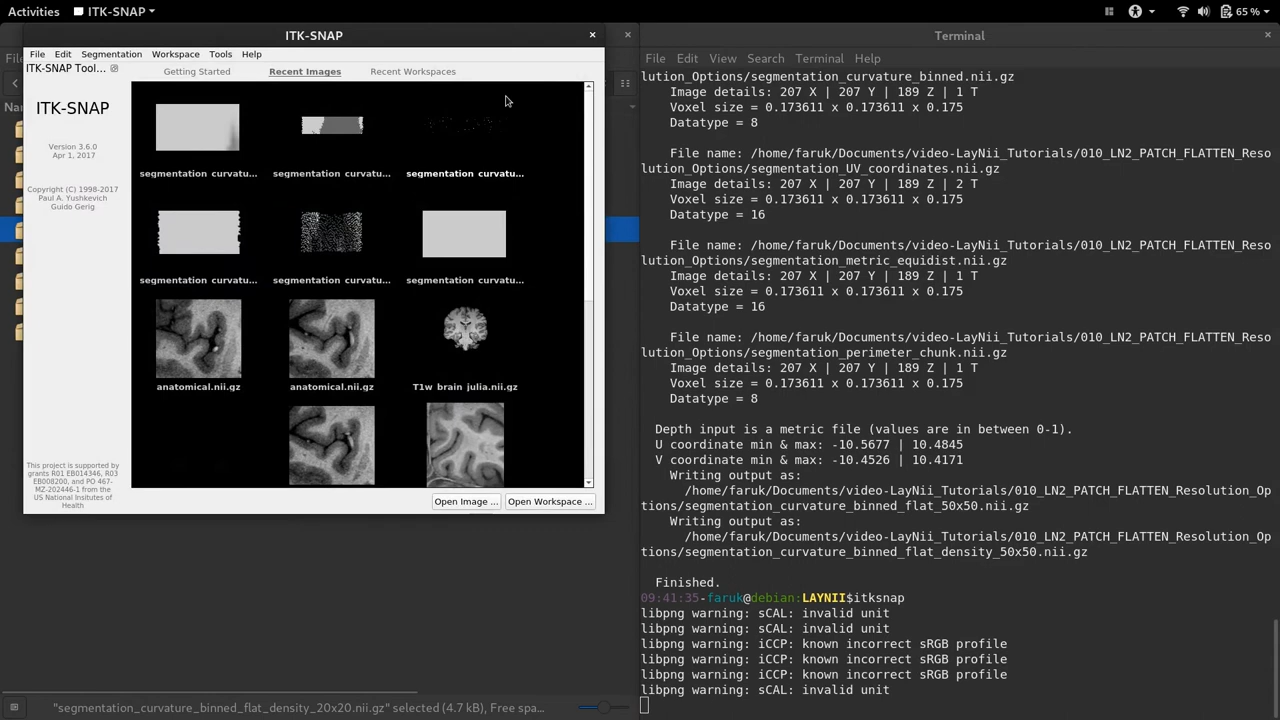 Activities
ITK-SNAP
65 %
ITK-SNAP
File Edit Segmentation Workspace Tools Help
ITK-SNAP Tool...
Getting Started Recent Images Recent Workspaces
ITK-SNAP
Version 3.6.0
Apr 1, 2017
Copyright (C) 1998-2017
Paul A. Yushkevich
Guido Gerig
This project is supported by
grants R01 EB014346, R03
EB008200, and PO 467-
MZ-202446-1 from the
US National Insitutes of
Health
segmentation curvatu... segmentation curvatu... segmentation curvatu...
segmentation curvatu... segmentation curvatu... segmentation curvatu...
anatomical.nii.gz anatomical.nii.gz T1w brain julia.nii.gz
Open Image ... Open Workspace ...
"segmentation_curvature_binned_flat_density_20x20.nii.gz" selected (4.7 kB), Free spa...
Terminal
File Edit View Search Terminal Help
lution_Options/segmentation_curvature_binned.nii.gz
Image details: 207 X | 207 Y | 189 Z | 1 T
Voxel size = 0.173611 x 0.173611 x 0.175
Datatype = 8
File name: /home/faruk/Documents/video-LayNii_Tutorials/010_LN2_PATCH_FLATTEN_Reso
lution_Options/segmentation_UV_coordinates.nii.gz
Image details: 207 X | 207 Y | 189 Z | 2 T
Voxel size = 0.173611 x 0.173611 x 0.175
Datatype = 16
File name: /home/faruk/Documents/video-LayNii_Tutorials/010_LN2_PATCH_FLATTEN_Reso
lution_Options/segmentation_metric_equidist.nii.gz
Image details: 207 X | 207 Y | 189 Z | 1 T
Voxel size = 0.173611 x 0.173611 x 0.175
Datatype = 16
File name: /home/faruk/Documents/video-LayNii_Tutorials/010_LN2_PATCH_FLATTEN_Reso
lution_Options/segmentation_perimeter_chunk.nii.gz
Image details: 207 X | 207 Y | 189 Z | 1 T
Voxel size = 0.173611 x 0.173611 x 0.175
Datatype = 8
Depth input is a metric file (values are in between 0-1).
U coordinate min & max: -10.5677 | 10.4845
V coordinate min & max: -10.4526 | 10.4171
Writing output as:
/home/faruk/Documents/video-LayNii_Tutorials/010_LN2_PATCH_FLATTEN_Resolution_Op
tions/segmentation_curvature_binned_flat_50x50.nii.gz
Writing output as:
/home/faruk/Documents/video-LayNii_Tutorials/010_LN2_PATCH_FLATTEN_Resolution_Op
tions/segmentation_curvature_binned_flat_density_50x50.nii.gz
Finished.
09:41:35-faruk@debian:LAYNII$itksnap
libpng warning: sCAL: invalid unit
libpng warning: sCAL: invalid unit
libpng warning: iCCP: known incorrect sRGB profile
libpng warning: iCCP: known incorrect sRGB profile
libpng warning: iCCP: known incorrect sRGB profile
libpng warning: sCAL: invalid unit